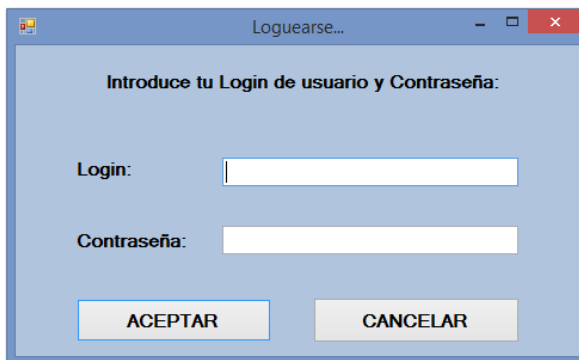 Loguearse...
Introduce tu Login de usuario y Contraseña:
Login:
Contraseña:
ACEPTAR CANCELAR